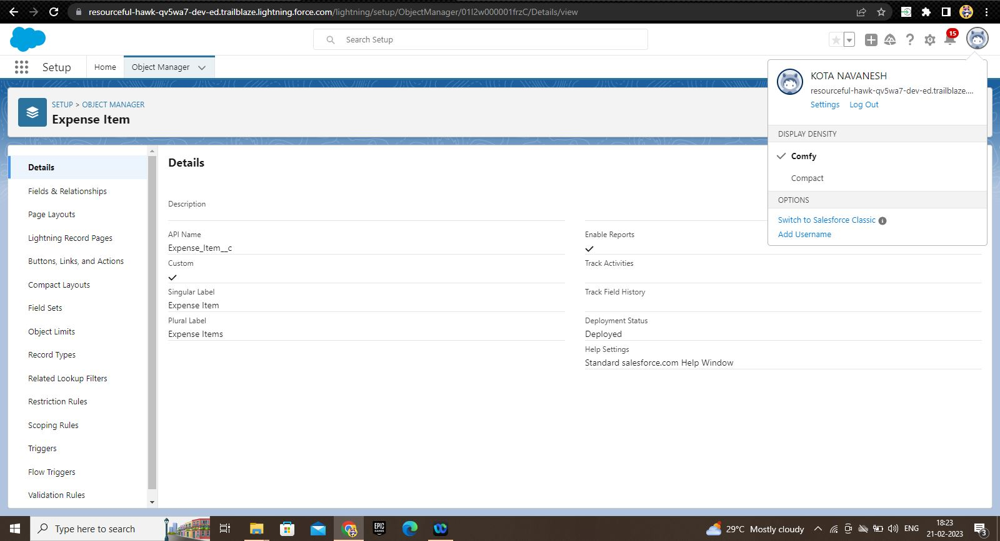 resourceful-hawk-qv5wa7-dev-ed.trailblaze.lightning.force.com/lightning/setup/ObjectManager/01I2w000001frzC/Details/view
Search Setup
15
Setup
Home
Object Manager
KOTA NAVANESH
resourceful-hawk-qv5wa7-dev-ed.trailblaze....
Settings Log Out
DISPLAY DENSITY
Comfy
Compact
OPTIONS
Switch to Salesforce Classic
Add Username
SETUP > OBJECT MANAGER
Expense Item
Details
Fields & Relationships
Page Layouts
Lightning Record Pages
Buttons, Links, and Actions
Compact Layouts
Field Sets
Object Limits
Record Types
Related Lookup Filters
Restriction Rules
Scoping Rules
Triggers
Flow Triggers
Validation Rules
Details
Description
API Name
Expense_Item__c
Custom
Singular Label
Expense Item
Plural Label
Expense Items
Enable Reports
Track Activities
Track Field History
Deployment Status
Deployed
Help Settings
Standard salesforce.com Help Window
Type here to search
EPIC GAMES
29°C Mostly cloudy
ENG
18:23
21-02-2023
3